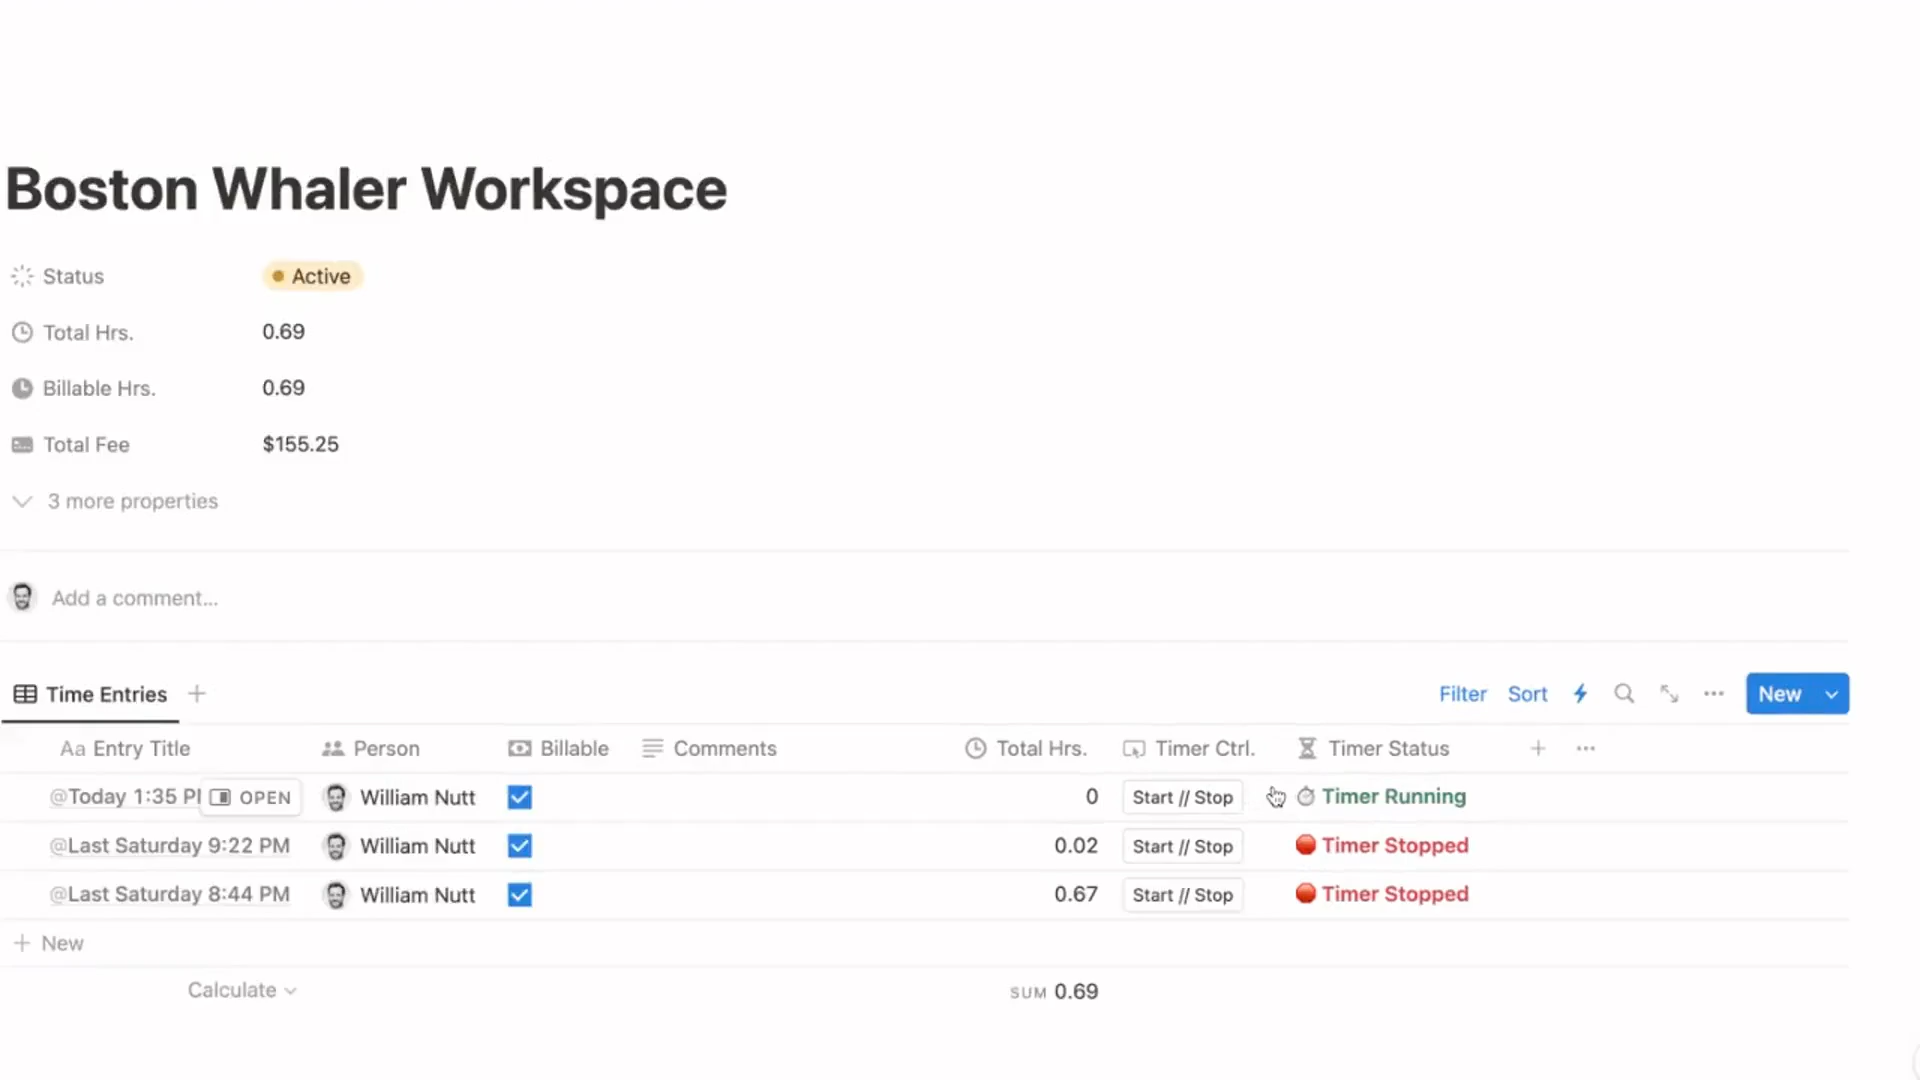 Boston Whaler Workspace
Status Active
Total Hrs. 0.69
Billable Hrs. 0.69
Total Fee $155.25
3 more properties
Add a comment...
Time Entries Filter Sort New
Aa Entry Title Person Billable Comments Total Hrs. Timer Ctrl. Timer Status
@Today 1:35 OPEN William Nutt 0 Start // Stop Timer Running
@Last Saturday 9:22 PM William Nutt 0.02 Start // Stop Timer Stopped
@Last Saturday 8:44 PM William Nutt 0.67 Start // Stop Timer Stopped
New
Calculate SUM 0.69